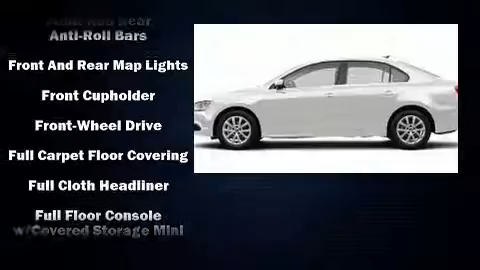 Anti-Roll Bars
Front And Rear Map Lights
Front Cupholder
Front-Wheel Drive
Full Carpet Floor Covering
Full Cloth Headliner
Full Floor Console
w/Covered Storage Mini